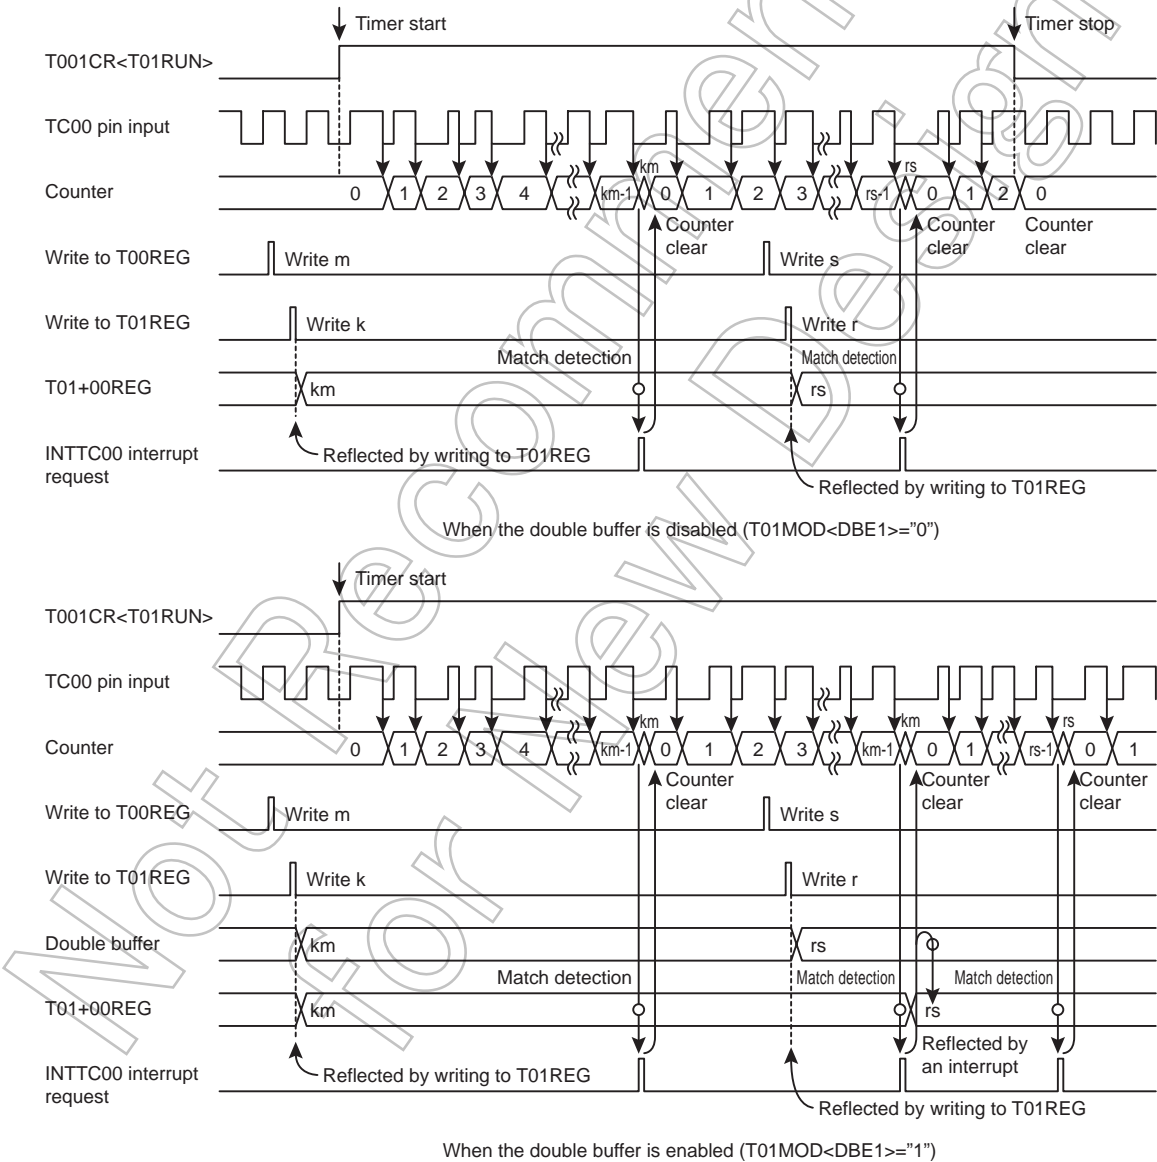 Timer start
Timer stop
T001CR<T01RUN>
TC00 pin input
km
rs
Counter
0 1 2 3 4 km-1 0 1 2 3 rs-1 0 1 2 0
Counter clear
Counter clear
Counter clear
Write to T00REG
Write m
Write s
Write to T01REG
Write k
Write r
Match detection
Match detection
T01+00REG
km
rs
INTTC00 interrupt
request
Reflected by writing to T01REG
Reflected by writing to T01REG
When the double buffer is disabled (T01MOD<DBE1>=”0”)
Timer start
T001CR<T01RUN>
TC00 pin input
km
km
rs
Counter
0 1 2 3 4 km-1 0 1 2 3 km-1 0 1 rs-1 0 1
Counter clear
Counter clear
Counter clear
Write to T00REG
Write m
Write s
Write to T01REG
Write k
Write r
Double buffer
km
rs
Match detection
Match detection
Match detection
T01+00REG
km
rs
Reflected by
an interrupt
INTTC00 interrupt
request
Reflected by writing to T01REG
Reflected by writing to T01REG
When the double buffer is enabled (T01MOD<DBE1>=”1”)
Not Recommen
for New Design